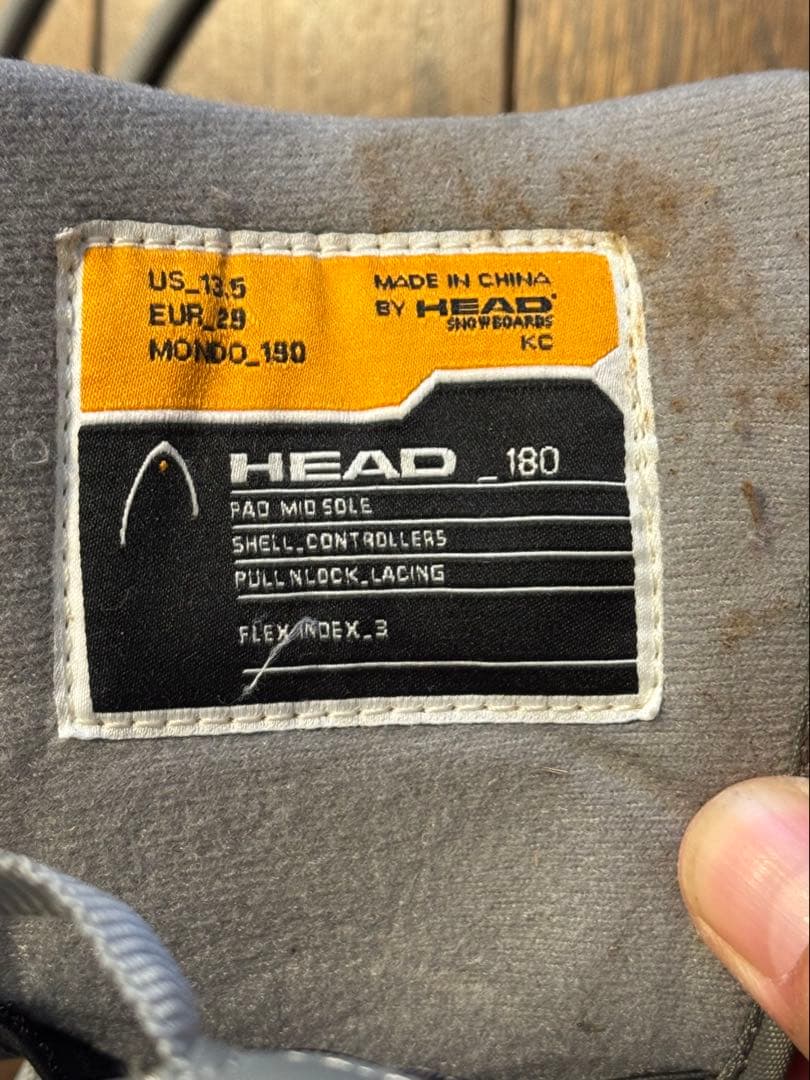 US_13.5
EUR_29
MONDO_190
MADE IN CHINA
BY HEAD
SNOWBOARDS
KC
HEAD _180
PAD MID SOLE
SHELL_CONTROLLERS
PULL N LOCK_LACING
FLEX INDEX_3